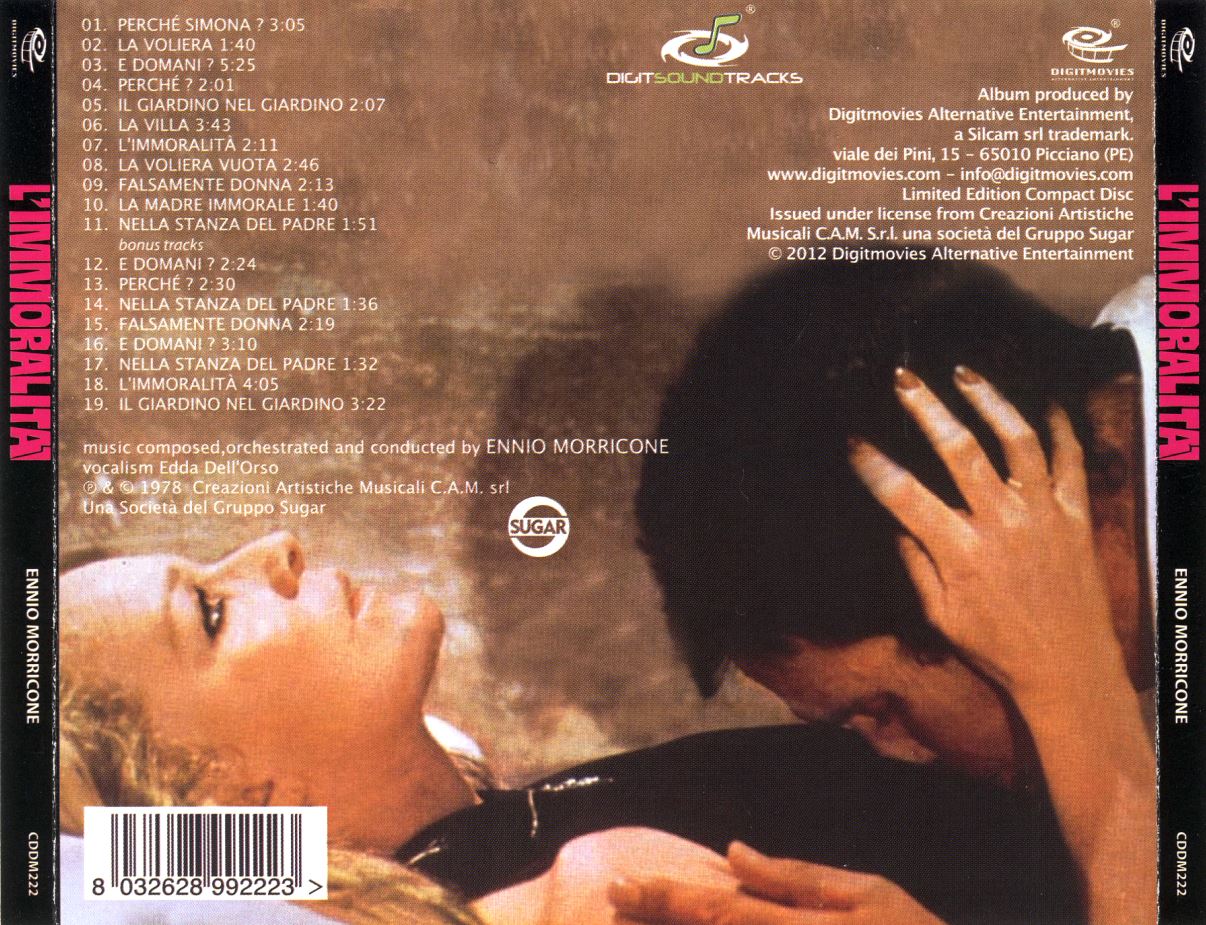 01. PERCHÉ SIMONA ? 3:05
02. LA VOLIERA 1:40
03. E DOMANI ? 5:25
04. PERCHÉ ? 2:01
05. IL GIARDINO NEL GIARDINO 2:07
06. LA VILLA 3:43
07. L'IMMORALITÀ 2:11
08. LA VOLIERA VUOTA 2:46
09. FALSAMENTE DONNA 2:13
10. LA MADRE IMMORALE 1:40
11. NELLA STANZA DEL PADRE 1:51
bonus tracks
12. E DOMANI ? 2:24
13. PERCHÉ ? 2:30
14. NELLA STANZA DEL PADRE 1:36
15. FALSAMENTE DONNA 2:19
16. E DOMANI ? 3:10
17. NELLA STANZA DEL PADRE 1:32
18. L'IMMORALITÀ 4:05
19. IL GIARDINO NEL GIARDINO 3:22
music composed,orchestrated and conducted by ENNIO MORRICONE
vocalism Edda Dell'Orso
℗ & © 1978 Creazioni Artistiche Musicali C.A.M. srl
Una Società del Gruppo Sugar
SUGAR
®
DIGITSOUNDTRACKS
®
DIGITMOVIES
ALTERNATIVE ENTERTAINMENT
Album produced by
Digitmovies Alternative Entertainment,
a Silcam srl trademark.
viale dei Pini, 15 – 65010 Picciano (PE)
www.digitmovies.com – info@digitmovies.com
Limited Edition Compact Disc
Issued under license from Creazioni Artistiche
Musicali C.A.M. S.r.l. una società del Gruppo Sugar
© 2012 Digitmovies Alternative Entertainment
8 032628 992223 >
DIGITMOVIES
L'IMMORALITÀ
ENNIO MORRICONE
CDDM222
DIGITMOVIES
L'IMMORALITÀ
ENNIO MORRICONE
CDDM222